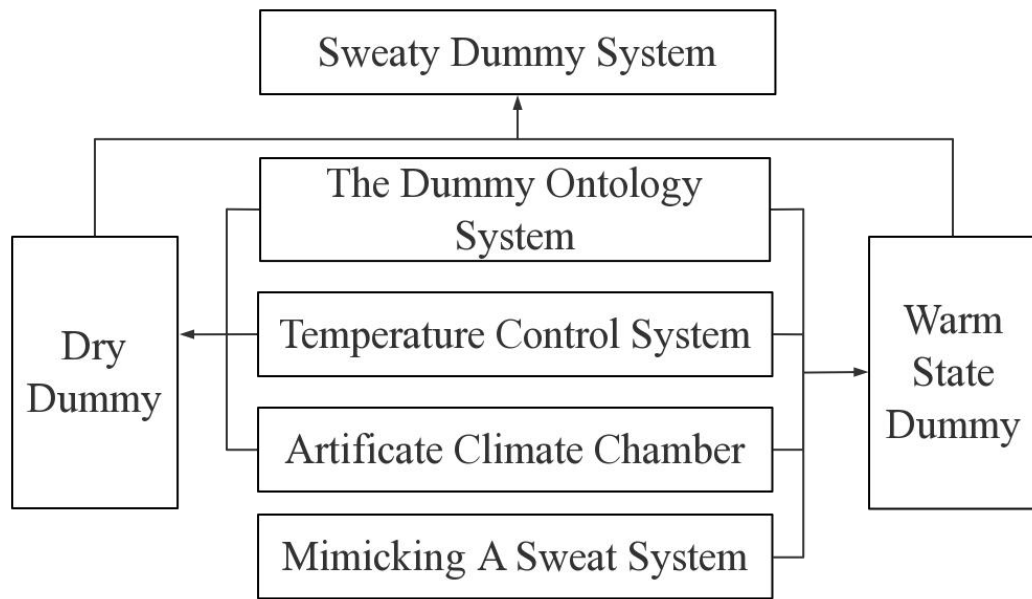 Sweaty Dummy System
The Dummy Ontology
System
Dry
Dummy
Temperature Control System
Artificate Climate Chamber
Mimicking A Sweat System
Warm
State
Dummy